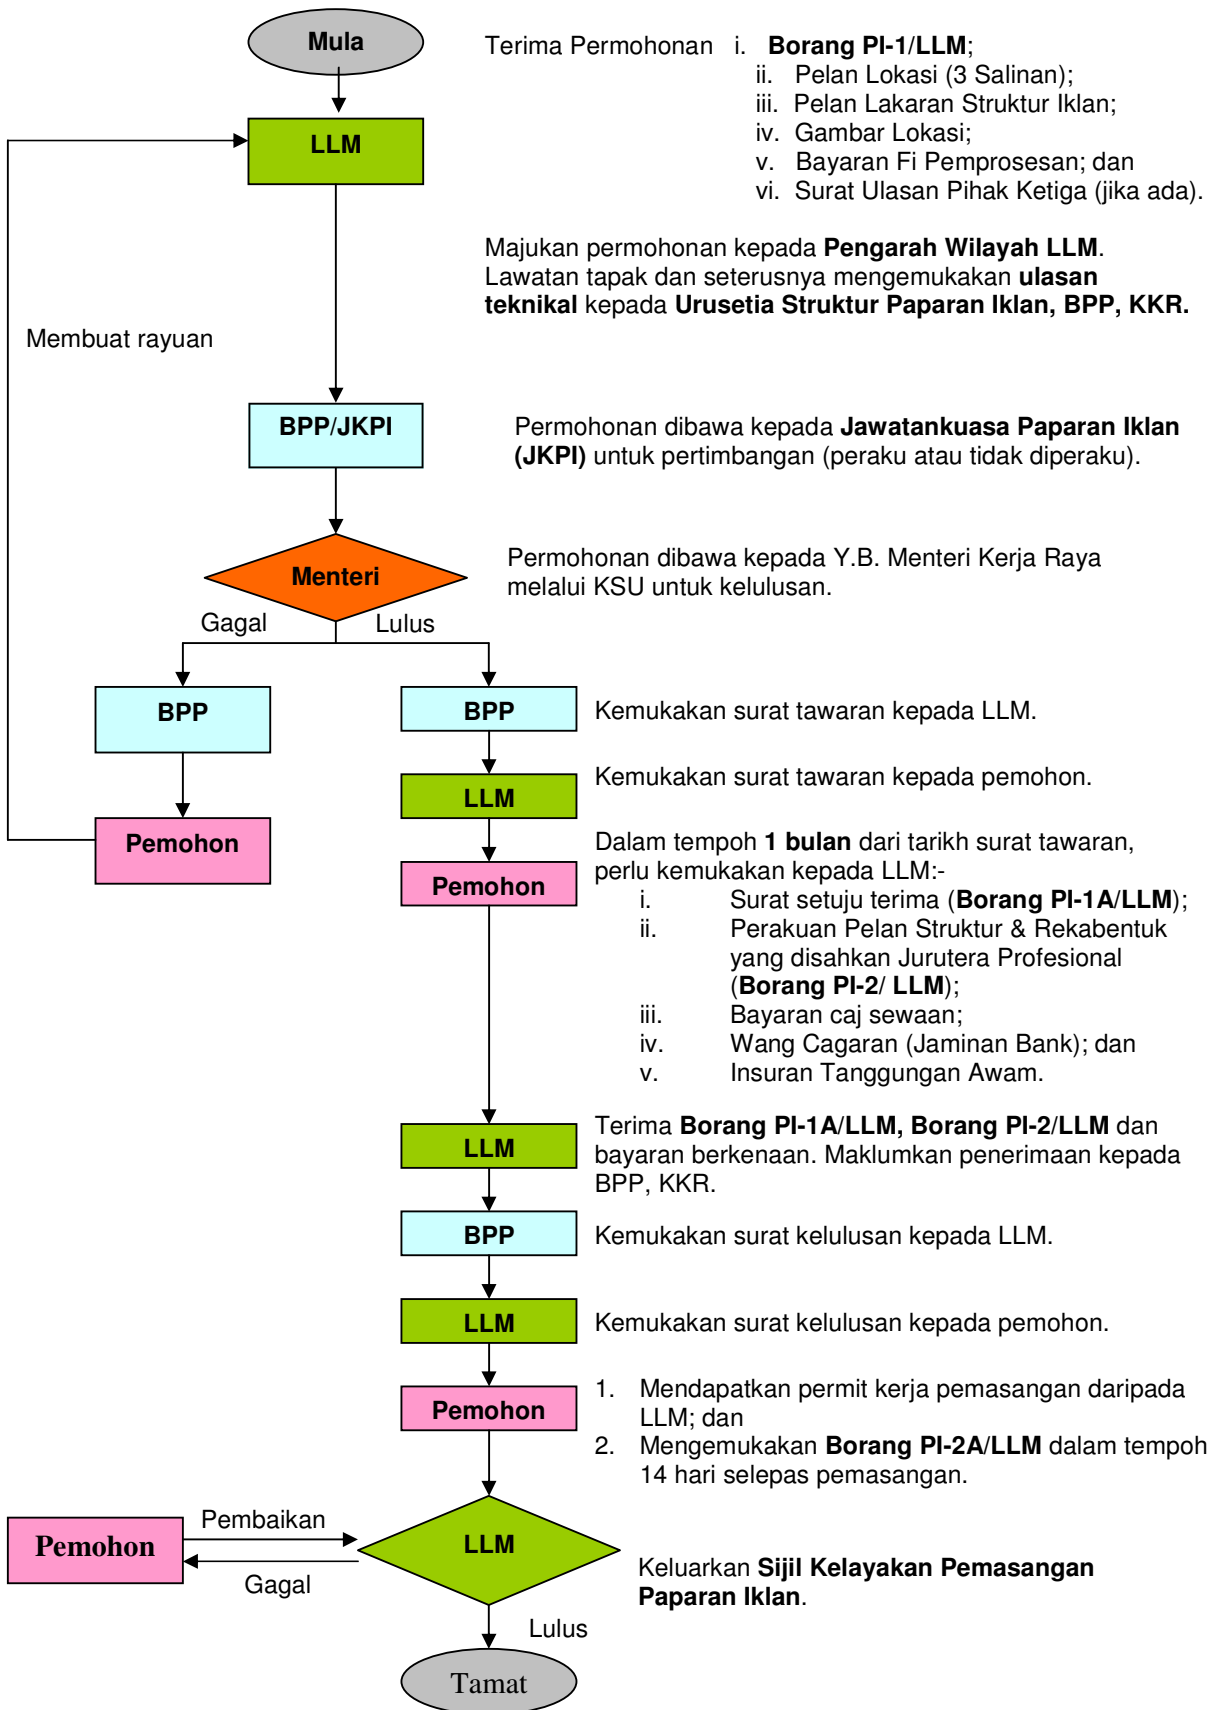 Mula
Terima Permohonan i. Borang PI-1/LLM;
ii. Pelan Lokasi (3 Salinan);
iii. Pelan Lakaran Struktur Iklan;
iv. Gambar Lokasi;
v. Bayaran Fi Pemprosesan; dan
vi. Surat Ulasan Pihak Ketiga (jika ada).
LLM
Majukan permohonan kepada Pengarah Wilayah LLM.
Lawatan tapak dan seterusnya mengemukakan ulasan
teknikal kepada Urusetia Struktur Paparan Iklan, BPP, KKR.
Membuat rayuan
BPP/JKPI
Permohonan dibawa kepada Jawatankuasa Paparan Iklan
(JKPI) untuk pertimbangan (peraku atau tidak diperaku).
Menteri
Permohonan dibawa kepada Y.B. Menteri Kerja Raya
melalui KSU untuk kelulusan.
Gagal
Lulus
BPP
BPP
Kemukakan surat tawaran kepada LLM.
LLM
Kemukakan surat tawaran kepada pemohon.
Pemohon
Pemohon
Dalam tempoh 1 bulan dari tarikh surat tawaran,
perlu kemukakan kepada LLM:-
i. Surat setuju terima (Borang PI-1A/LLM);
ii. Perakuan Pelan Struktur & Rekabentuk
yang disahkan Jurutera Profesional
(Borang PI-2/ LLM);
iii. Bayaran caj sewaan;
iv. Wang Cagaran (Jaminan Bank); dan
v. Insuran Tanggungan Awam.
LLM
Terima Borang PI-1A/LLM, Borang PI-2/LLM dan
bayaran berkenaan. Maklumkan penerimaan kepada
BPP, KKR.
BPP
Kemukakan surat kelulusan kepada LLM.
LLM
Kemukakan surat kelulusan kepada pemohon.
Pemohon
1. Mendapatkan permit kerja pemasangan daripada
LLM; dan
2. Mengemukakan Borang PI-2A/LLM dalam tempoh
14 hari selepas pemasangan.
Pemohon
Pembaikan
Gagal
LLM
Keluarkan Sijil Kelayakan Pemasangan
Paparan Iklan.
Lulus
Tamat